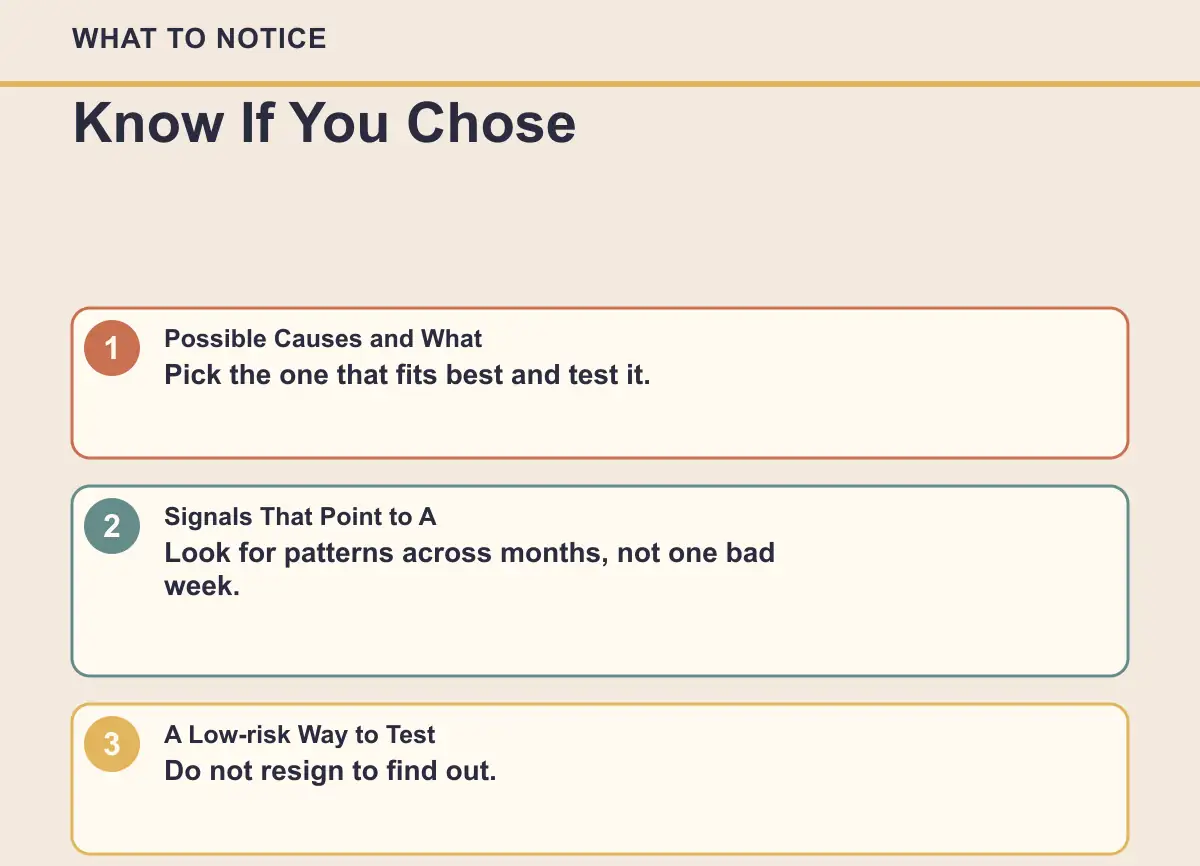 WHAT TO NOTICE
Know If You Chose
1
Possible Causes and What
Pick the one that fits best and test it.
2
Signals That Point to A
Look for patterns across months, not one bad
week.
3
A Low-risk Way to Test
Do not resign to find out.